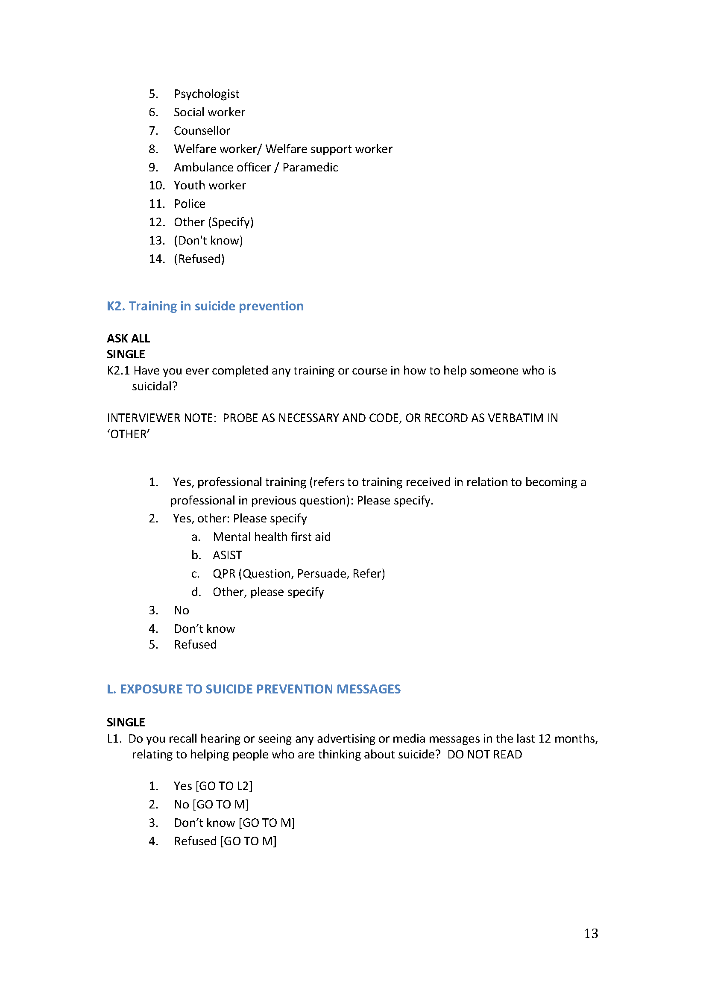 5. Psychologist
6. Social worker
7. Counsellor
8. Welfare worker/ Welfare support worker
9. Ambulance officer / Paramedic
10. Youth worker
11. Police
12. Other (Specify)
13. (Don't know)
14. (Refused)
K2. Training in suicide prevention
ASK ALL
SINGLE
K2.1 Have you ever completed any training or course in how to help someone who is
suicidal?
INTERVIEWER NOTE:  PROBE AS NECESSARY AND CODE, OR RECORD AS VERBATIM IN
‘OTHER’
1. Yes, professional training (refers to training received in relation to becoming a
professional in previous question): Please specify.
2. Yes, other: Please specify
a. Mental health first aid
b. ASIST
c. QPR (Question, Persuade, Refer)
d. Other, please specify
3. No
4. Don’t know
5. Refused
L. EXPOSURE TO SUICIDE PREVENTION MESSAGES
SINGLE
L1.  Do you recall hearing or seeing any advertising or media messages in the last 12 months,
relating to helping people who are thinking about suicide?  DO NOT READ
1. Yes [GO TO L2]
2. No [GO TO M]
3. Don’t know [GO TO M]
4. Refused [GO TO M]
13